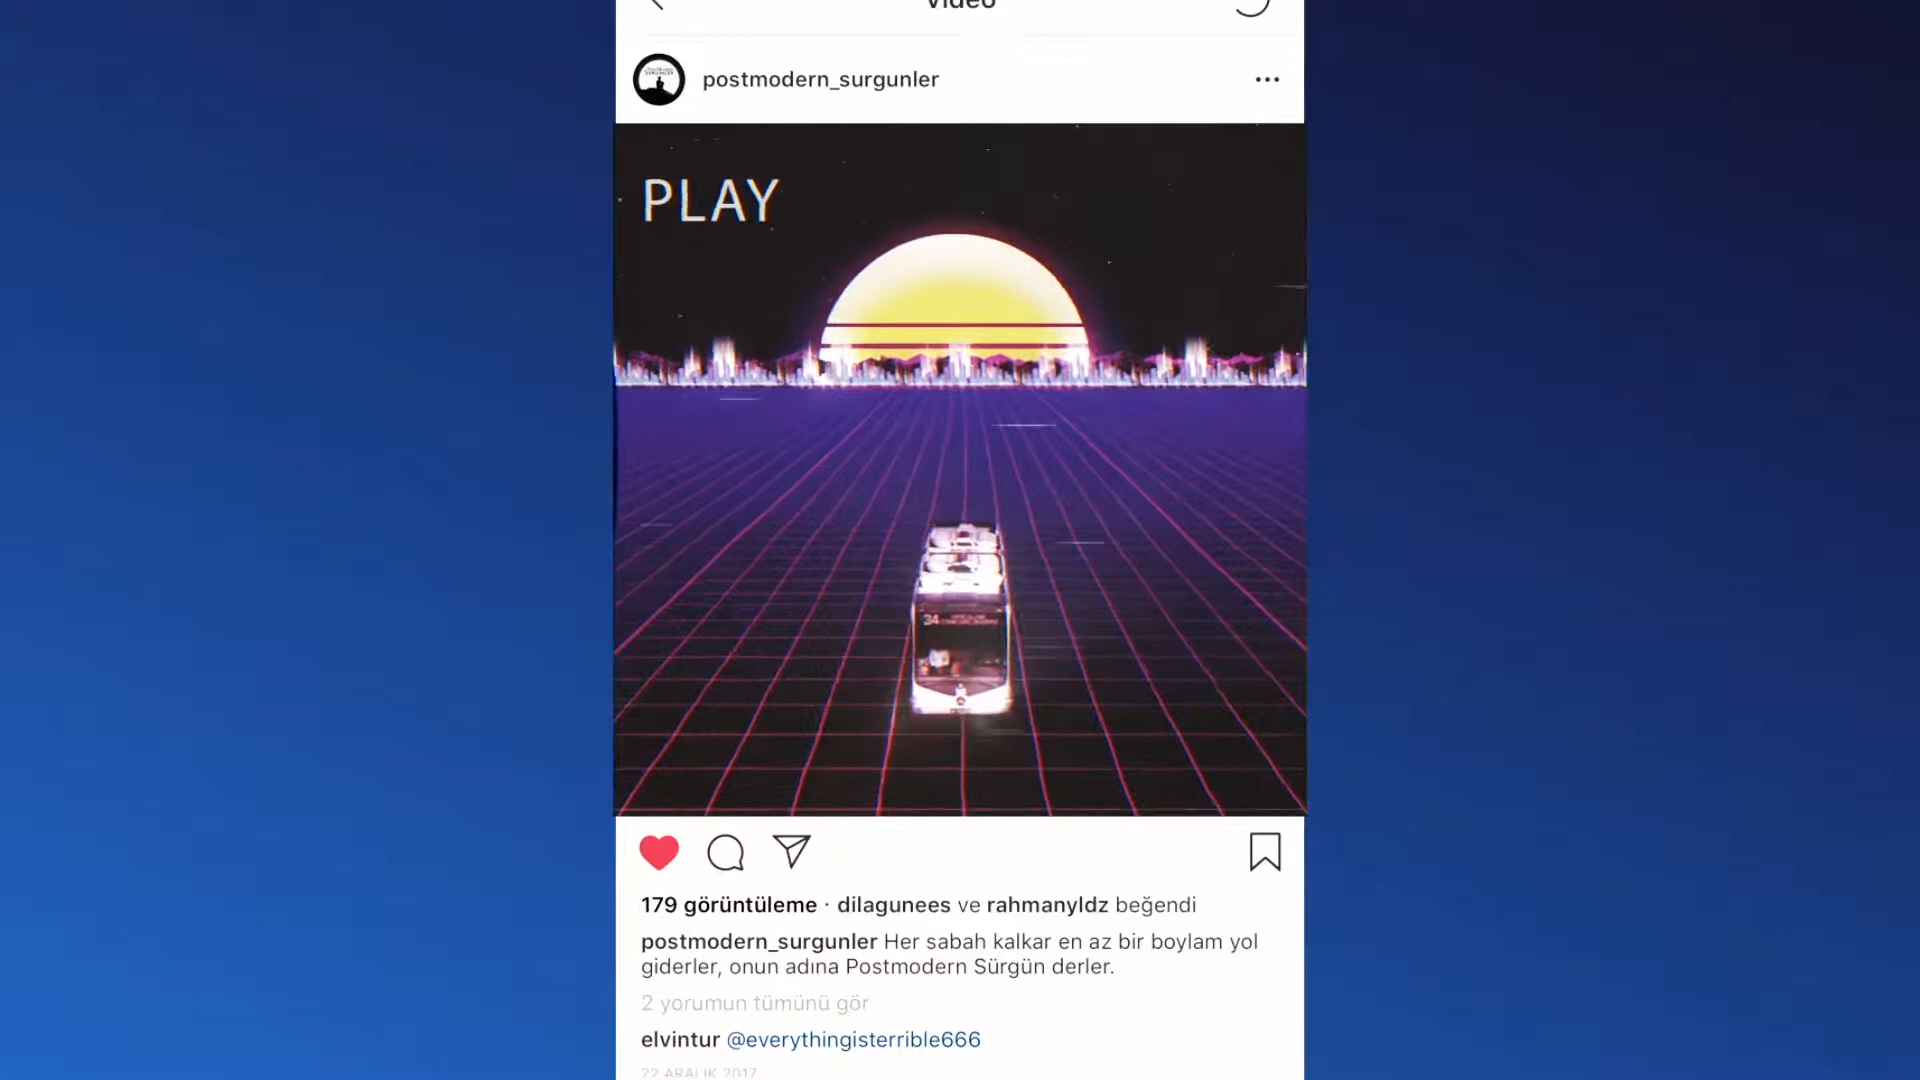 Video
postmodern_surgunler
PLAY
34
179 görüntüleme · dilagunees ve rahmanyldz beğendi
postmodern_surgunler Her sabah kalkar en az bir boylam yol
giderler, onun adına Postmodern Sürgün derler.
2 yorumun tümünü gör
elvintur @everythingisterrible666
22 ARALIK 2017